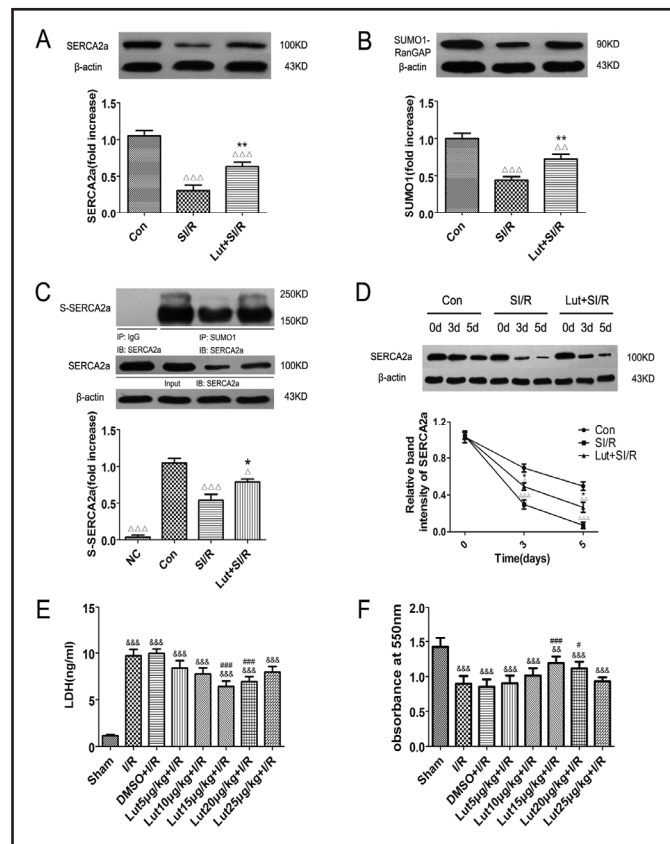 A
SERCA2a
100KD
β-actin
43KD
SERCA2a(fold increase)
1.5
1.0
0.5
0.0
**
△△△
△△△
Con
SI/R
Lut+SI/R
B
SUMO1-
RanGAP
90KD
β-actin
43KD
SUMO1(fold increase)
1.5
1.0
0.5
0.0
**
△△△
△△
Con
SI/R
Lut+SI/R
C
S-SERCA2a
250KD
150KD
IP: IgG
IP: SUMO1
IB: SERCA2a
IB: SERCA2a
SERCA2a
100KD
Input
IB: SERCA2a
β-actin
43KD
S-SERCA2a(fold increase)
1.5
1.0
0.5
0.0
△△△
△△△
*
△
NC
Con
SI/R
Lut+SI/R
D
Con
SI/R
Lut+SI/R
0d 3d 5d
0d 3d 5d
0d 3d 5d
SERCA2a
100KD
β-actin
43KD
Relative band
intensity of SERCA2a
1.2
0.8
0.4
0.0
Con
SI/R
Lut+SI/R
*
△△△
*
△△
△△△
0
3
5
Time(days)
E
LDH(ng/ml)
15
10
5
0
&&&
&&&
&&&
&&&
###
&&&
###
&&&
&&&
Sham
I/R
DMSO+I/R
Lut5μg/kg+I/R
Lut10μg/kg+I/R
Lut15μg/kg+I/R
Lut20μg/kg+I/R
Lut25μg/kg+I/R
F
obsorbance at 550nm
2.0
1.5
1.0
0.5
0.0
&&&
&&&
&&&
&&&
###
&&
#
&&&
&&&
Sham
I/R
DMSO+I/R
Lut5μg/kg+I/R
Lut10μg/kg+I/R
Lut15μg/kg+I/R
Lut20μg/kg+I/R
Lut25μg/kg+I/R